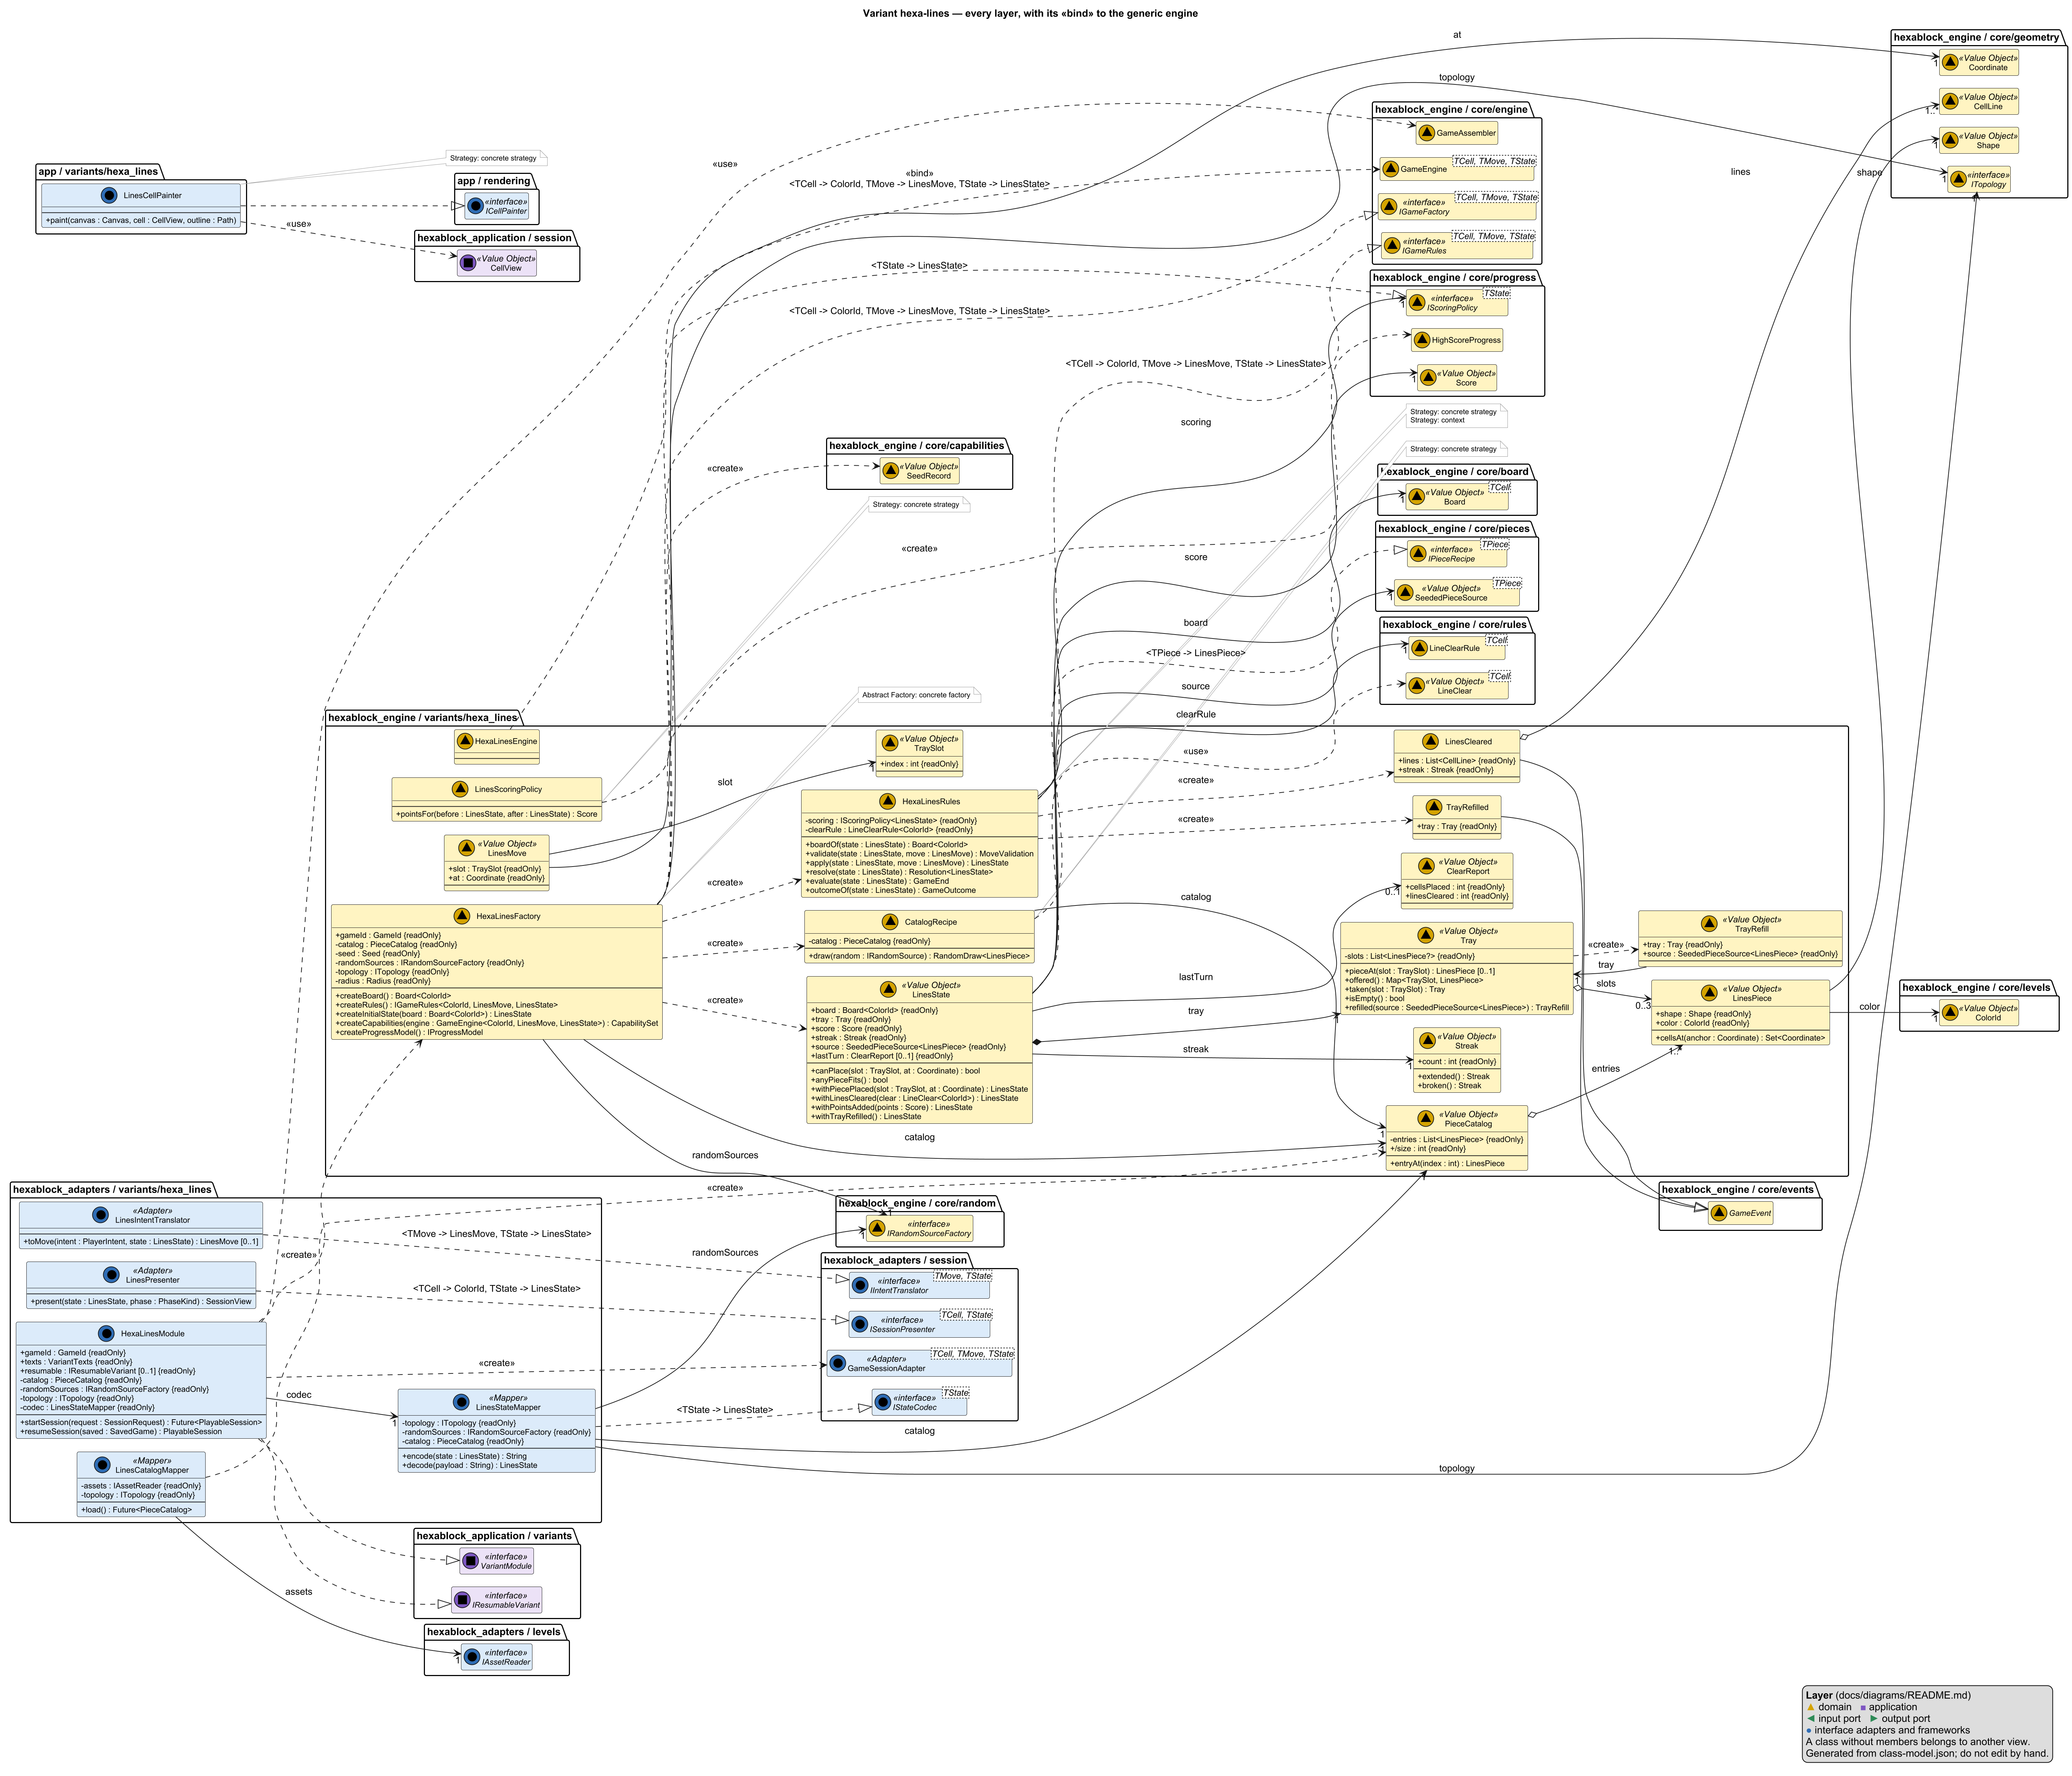 Variant hexa-lines — every layer, with its «bind» to the generic engine
hexablock_engine / core/geometry
«Value Object»
Coordinate
«Value Object»
CellLine
«Value Object»
Shape
«interface»
ITopology
at
1
topology
1
lines
1..*
shape
1
1
hexablock_engine / core/engine
GameAssembler
GameEngine
TCell, TMove, TState
«interface»
IGameFactory
TCell, TMove, TState
«interface»
IGameRules
TCell, TMove, TState
«use»
«bind»
<TCell -> ColorId, TMove -> LinesMove, TState -> LinesState>
<TState -> LinesState>
<TCell -> ColorId, TMove -> LinesMove, TState -> LinesState>
<TCell -> ColorId, TMove -> LinesMove, TState -> LinesState>
app / variants/hexa_lines
LinesCellPainter
+paint(canvas : Canvas, cell : CellView, outline : Path)
Strategy: concrete strategy
app / rendering
«interface»
ICellPainter
«use»
hexablock_application / session
«Value Object»
CellView
hexablock_engine / core/progress
«interface»
IScoringPolicy
TState
HighScoreProgress
«Value Object»
Score
1
1
scoring
score
Strategy: concrete strategy
Strategy: context
Strategy: concrete strategy
hexablock_engine / core/capabilities
«Value Object»
SeedRecord
«create»
Strategy: concrete strategy
«create»
hexablock_engine / core/board
«Value Object»
Board
TCell
1
board
hexablock_engine / core/pieces
«interface»
IPieceRecipe
TPiece
«Value Object»
SeededPieceSource
TPiece
1
<TPiece -> LinesPiece>
source
hexablock_engine / core/rules
LineClearRule
TCell
«Value Object»
LineClear
TCell
1
clearRule
«use»
Abstract Factory: concrete factory
hexablock_engine / variants/hexa_lines
HexaLinesEngine
LinesScoringPolicy
+pointsFor(before : LinesState, after : LinesState) : Score
«Value Object»
LinesMove
+slot : TraySlot {readOnly}
+at : Coordinate {readOnly}
slot
1
«Value Object»
TraySlot
+index : int {readOnly}
HexaLinesFactory
+gameId : GameId {readOnly}
-catalog : PieceCatalog {readOnly}
-seed : Seed {readOnly}
-randomSources : IRandomSourceFactory {readOnly}
-topology : ITopology {readOnly}
-radius : Radius {readOnly}
+createBoard() : Board<ColorId>
+createRules() : IGameRules<ColorId, LinesMove, LinesState>
+createInitialState(board : Board<ColorId>) : LinesState
+createCapabilities(engine : GameEngine<ColorId, LinesMove, LinesState>) : CapabilitySet
+createProgressModel() : IProgressModel
«create»
«create»
«create»
HexaLinesRules
-scoring : IScoringPolicy<LinesState> {readOnly}
-clearRule : LineClearRule<ColorId> {readOnly}
+boardOf(state : LinesState) : Board<ColorId>
+validate(state : LinesState, move : LinesMove) : MoveValidation
+apply(state : LinesState, move : LinesMove) : LinesState
+resolve(state : LinesState) : Resolution<LinesState>
+evaluate(state : LinesState) : GameEnd
+outcomeOf(state : LinesState) : GameOutcome
«create»
«create»
CatalogRecipe
-catalog : PieceCatalog {readOnly}
+draw(random : IRandomSource) : RandomDraw<LinesPiece>
catalog
«Value Object»
LinesState
+board : Board<ColorId> {readOnly}
+tray : Tray {readOnly}
+score : Score {readOnly}
+streak : Streak {readOnly}
+source : SeededPieceSource<LinesPiece> {readOnly}
+lastTurn : ClearReport [0..1] {readOnly}
+canPlace(slot : TraySlot, at : Coordinate) : bool
+anyPieceFits() : bool
+withPiecePlaced(slot : TraySlot, at : Coordinate) : LinesState
+withLinesCleared(clear : LineClear<ColorId>) : LinesState
+withPointsAdded(points : Score) : LinesState
+withTrayRefilled() : LinesState
lastTurn
0..1
tray
1
streak
1
LinesCleared
+lines : List<CellLine> {readOnly}
+streak : Streak {readOnly}
TrayRefilled
+tray : Tray {readOnly}
«Value Object»
ClearReport
+cellsPlaced : int {readOnly}
+linesCleared : int {readOnly}
«Value Object»
Tray
-slots : List<LinesPiece?> {readOnly}
+pieceAt(slot : TraySlot) : LinesPiece [0..1]
+offered() : Map<TraySlot, LinesPiece>
+taken(slot : TraySlot) : Tray
+isEmpty() : bool
+refilled(source : SeededPieceSource<LinesPiece>) : TrayRefill
«create»
tray
1
slots
0..3
«Value Object»
TrayRefill
+tray : Tray {readOnly}
+source : SeededPieceSource<LinesPiece> {readOnly}
«Value Object»
LinesPiece
+shape : Shape {readOnly}
+color : ColorId {readOnly}
+cellsAt(anchor : Coordinate) : Set<Coordinate>
color
1
hexablock_engine / core/levels
«Value Object»
ColorId
«Value Object»
Streak
+count : int {readOnly}
+extended() : Streak
+broken() : Streak
entries
1..*
«Value Object»
PieceCatalog
-entries : List<LinesPiece> {readOnly}
+/size : int {readOnly}
+entryAt(index : int) : LinesPiece
1
1
1
catalog
randomSources
«create»
hexablock_engine / core/events
GameEvent
hexablock_adapters / variants/hexa_lines
«Adapter»
LinesIntentTranslator
+toMove(intent : PlayerIntent, state : LinesState) : LinesMove [0..1]
«Adapter»
LinesPresenter
+present(state : LinesState, phase : PhaseKind) : SessionView
«create»
HexaLinesModule
+gameId : GameId {readOnly}
+texts : VariantTexts {readOnly}
+resumable : IResumableVariant [0..1] {readOnly}
-catalog : PieceCatalog {readOnly}
-randomSources : IRandomSourceFactory {readOnly}
-topology : ITopology {readOnly}
-codec : LinesStateMapper {readOnly}
+startSession(request : SessionRequest) : Future<PlayableSession>
+resumeSession(saved : SavedGame) : PlayableSession
codec
1
«Mapper»
LinesStateMapper
-topology : ITopology {readOnly}
-randomSources : IRandomSourceFactory {readOnly}
-catalog : PieceCatalog {readOnly}
+encode(state : LinesState) : String
+decode(payload : String) : LinesState
«Mapper»
LinesCatalogMapper
-assets : IAssetReader {readOnly}
-topology : ITopology {readOnly}
+load() : Future<PieceCatalog>
<TMove -> LinesMove, TState -> LinesState>
<TCell -> ColorId, TState -> LinesState>
«create»
<TState -> LinesState>
randomSources
catalog
topology
hexablock_engine / core/random
«interface»
IRandomSourceFactory
1
1
hexablock_adapters / session
«interface»
IIntentTranslator
TMove, TState
«interface»
ISessionPresenter
TCell, TState
«Adapter»
GameSessionAdapter
TCell, TMove, TState
«interface»
IStateCodec
TState
hexablock_application / variants
«interface»
VariantModule
«interface»
IResumableVariant
assets
1
hexablock_adapters / levels
«interface»
IAssetReader
Layer (docs/diagrams/README.md)
domain application
input port output port
interface adapters and frameworks
A class without members belongs to another view.
Generated from class-model.json; do not edit by hand.